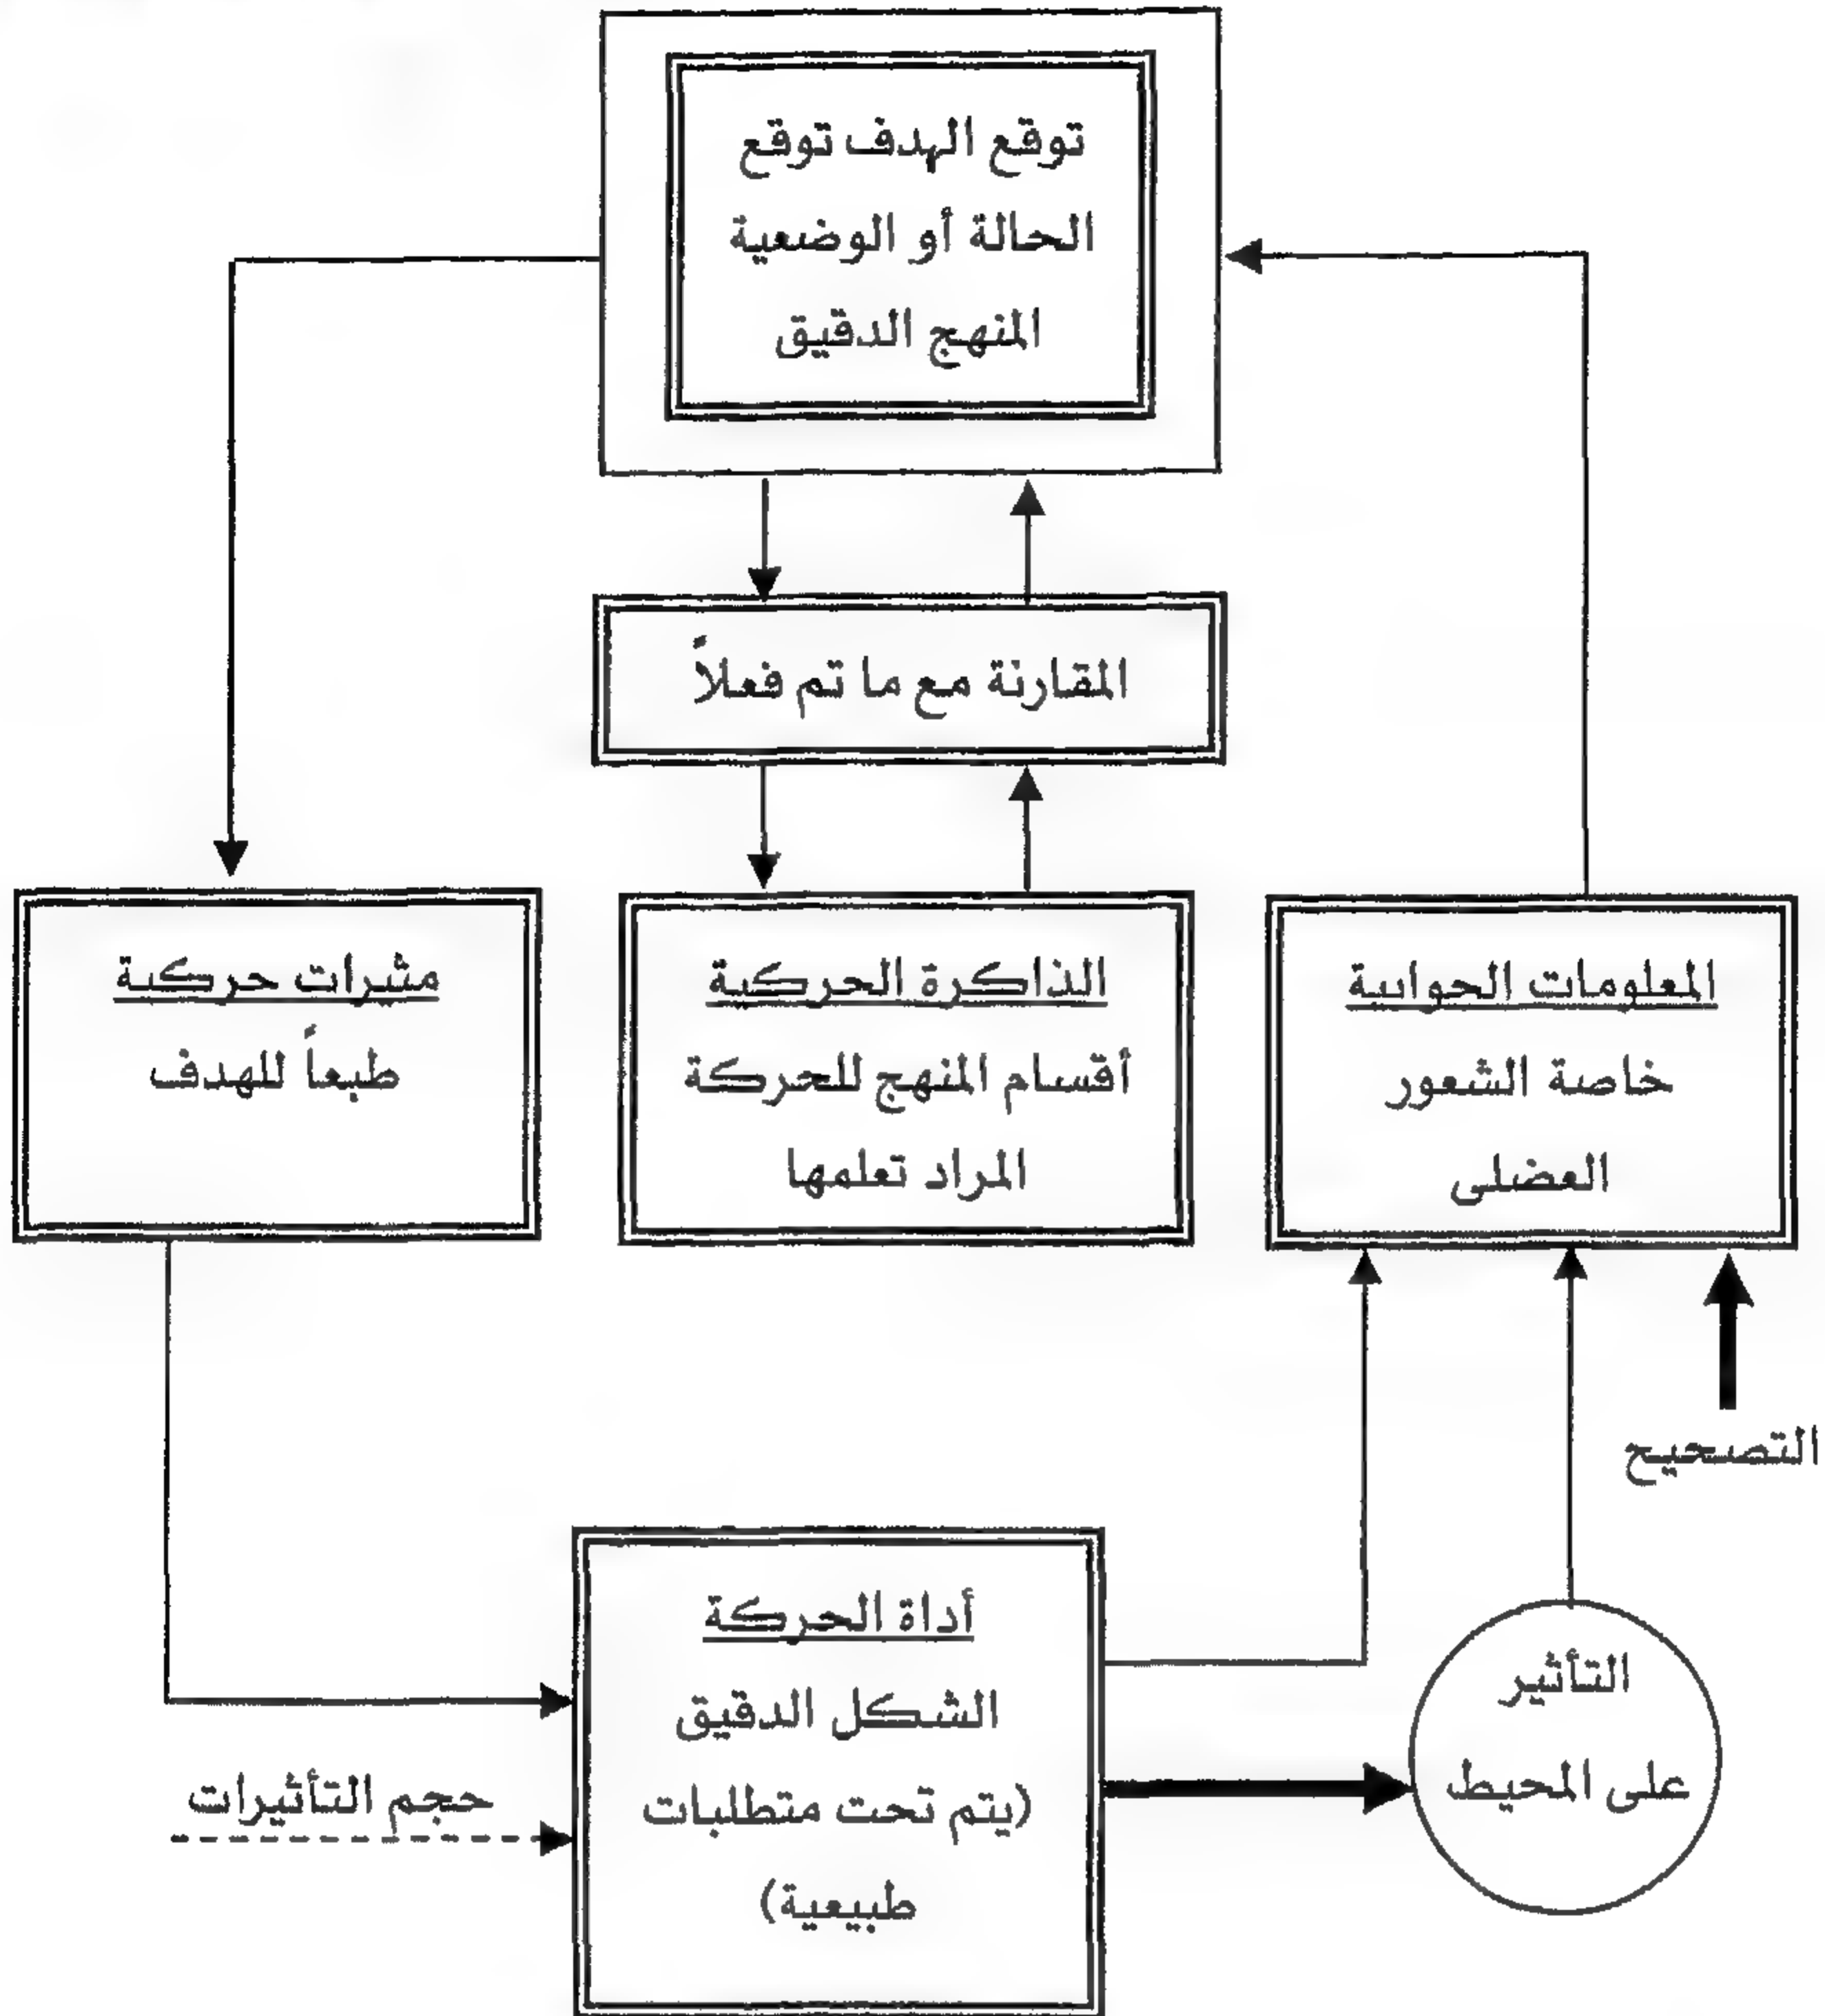 توقع الهدف توقع
الحالة أو الوضعية
المنهج الدقيق
المقارنة مع ما تم فعلاً
المعلومات الحوابية
خاصة الشعور
العضلى
الذاكرة الحركية
أقسام المنهج للحركة
المراد تعلمها
مثيرات حركية
طبعاً للهدف
التصحيح
أداة الحركة
الشكل الدقيق
(يتم تحت متطلبات
طبيعية)
حجم التأثيرات
التأثير
على المحيط